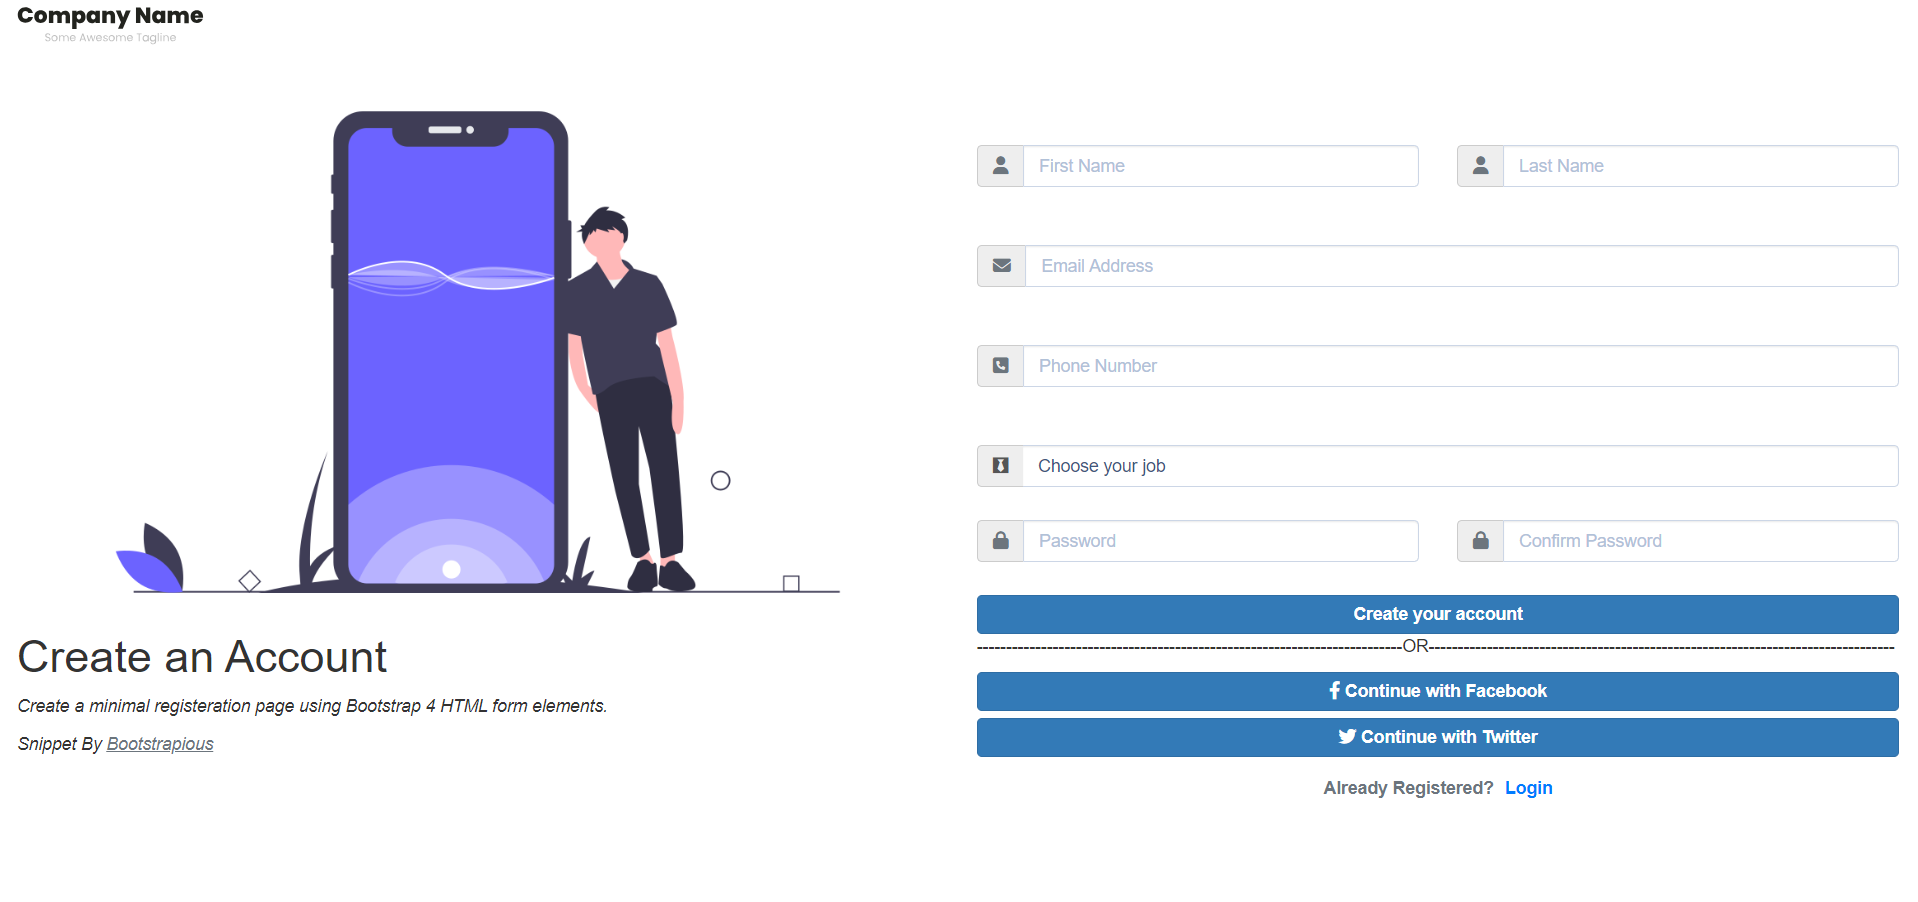 Company Name
Some Awesome Tagline
First Name
Last Name
Email Address
Phone Number
Choose your job
Password
Confirm Password
Create your account
OR
Continue with Facebook
Continue with Twitter
Already Registered? Login
Create an Account
Create a minimal registeration page using Bootstrap 4 HTML form elements.
Snippet By Bootstrapious